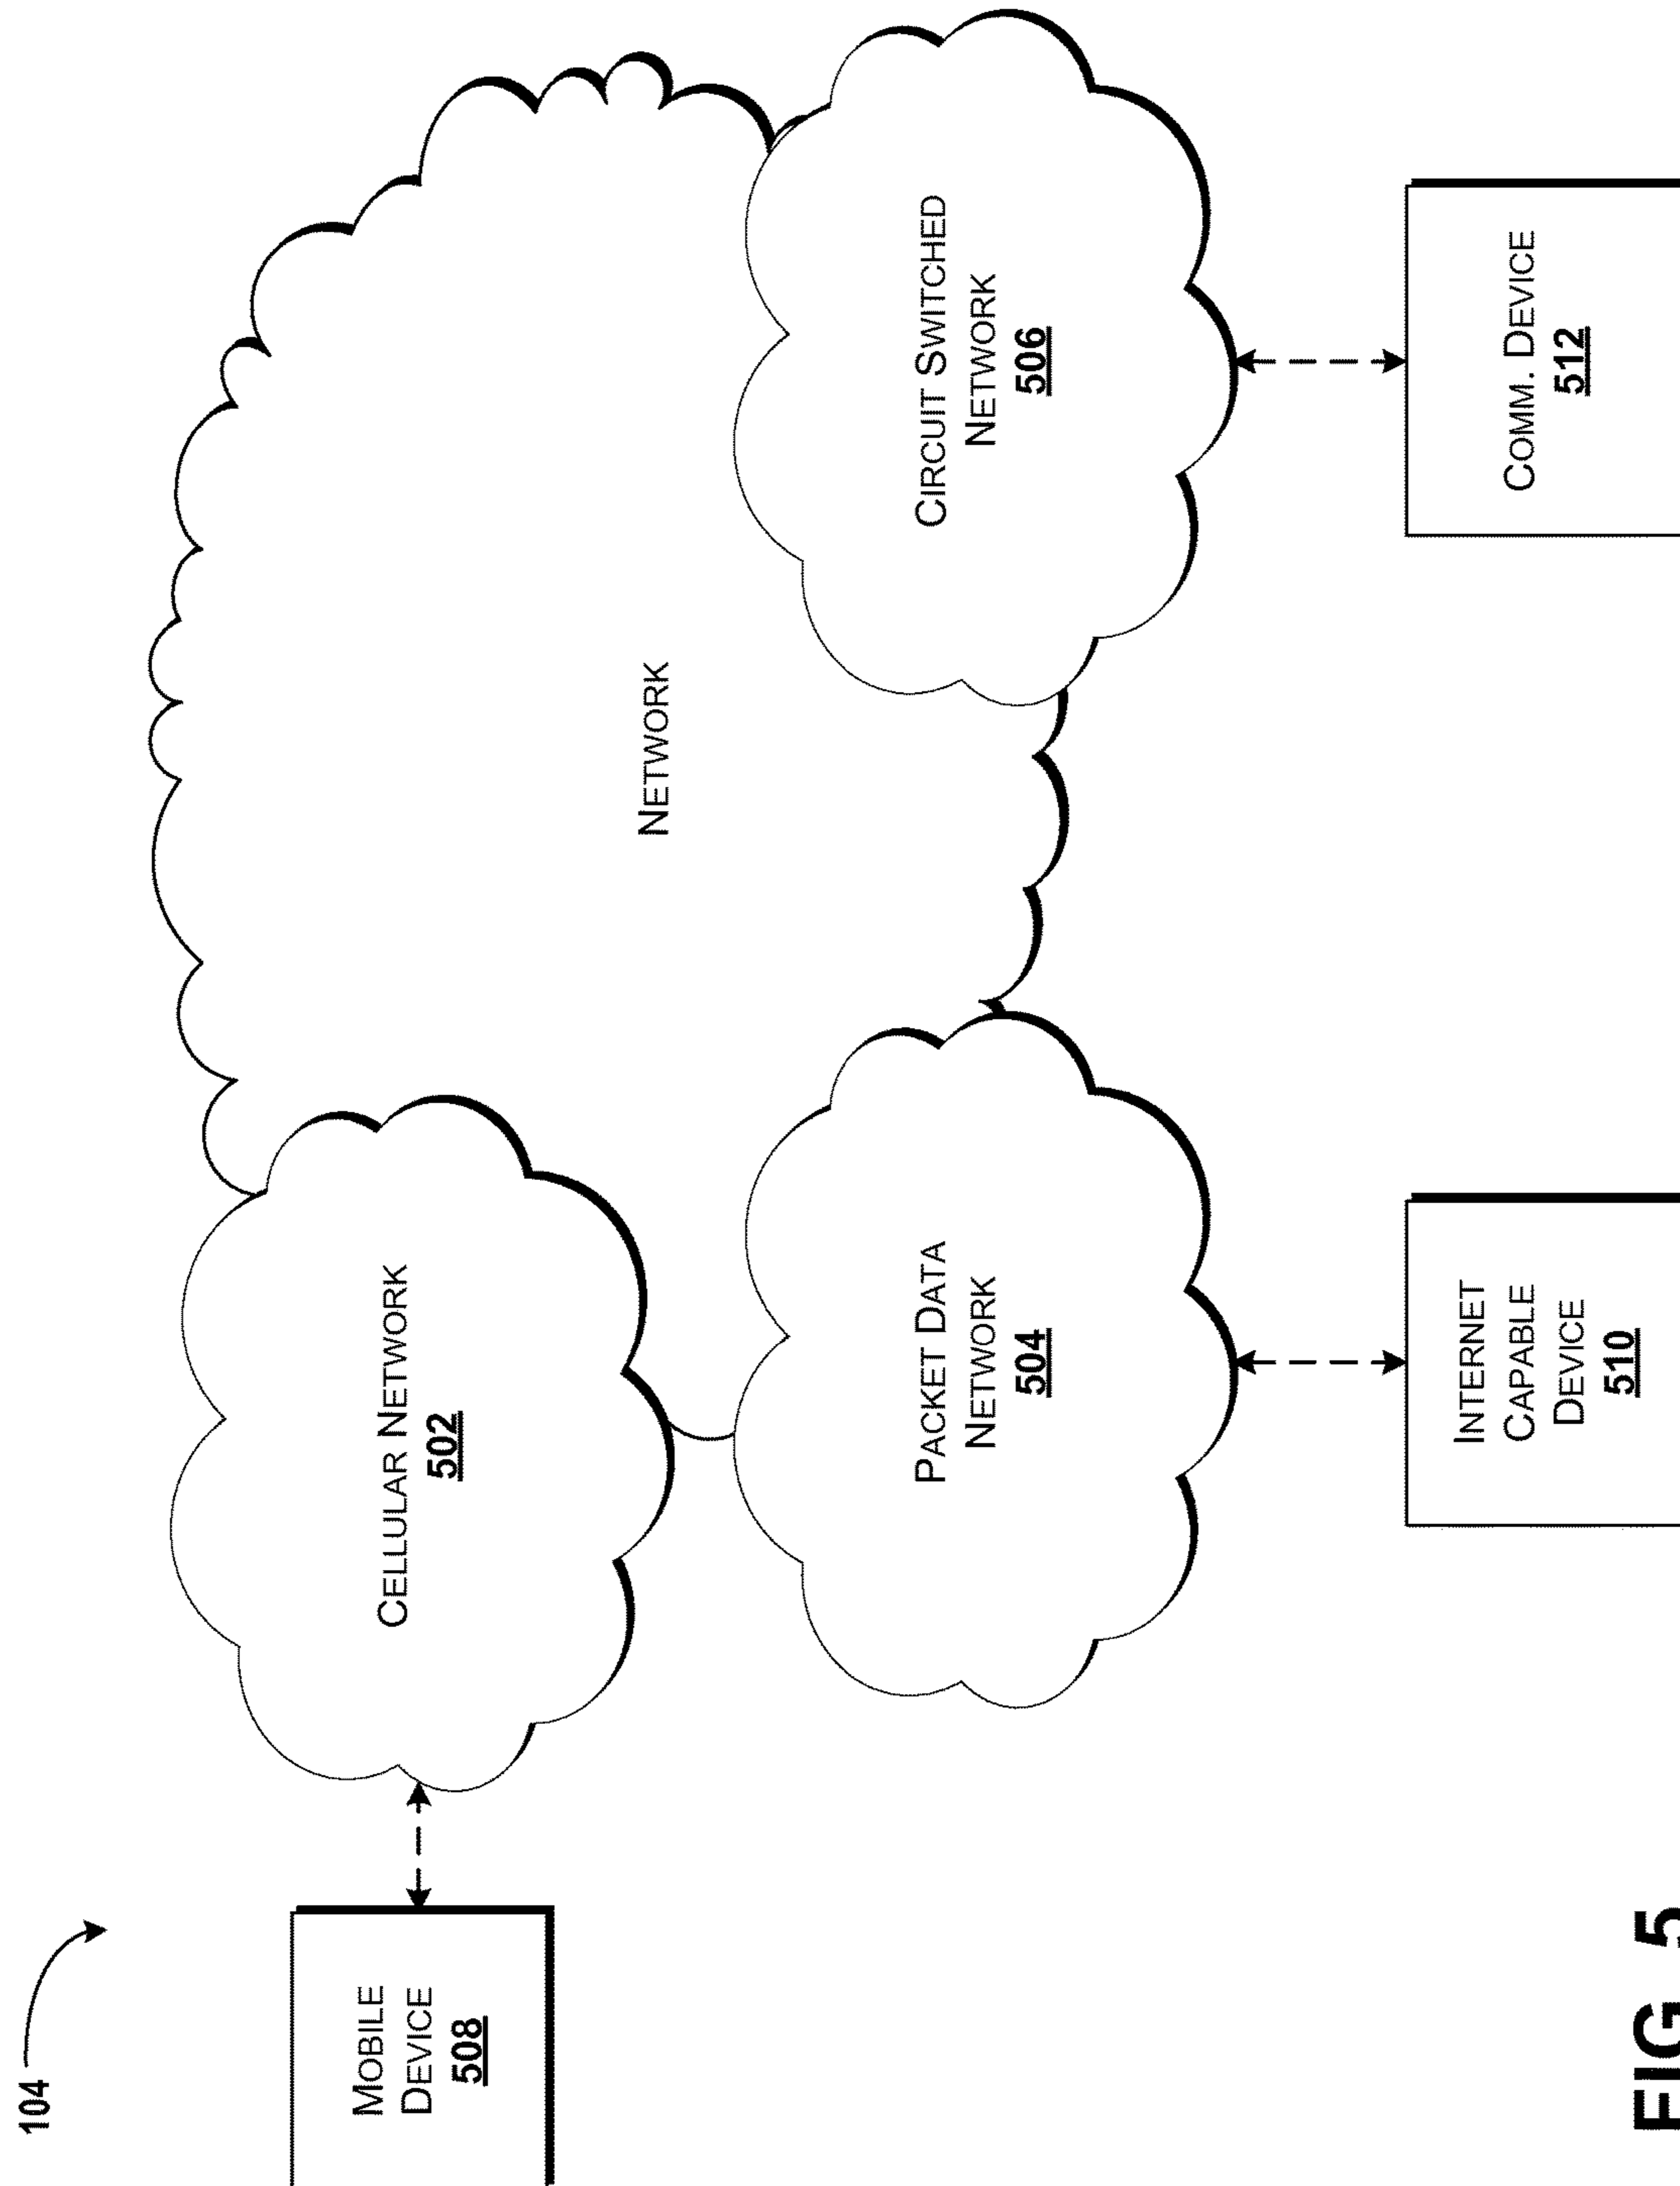 104
MOBILE
DEVICE
508
CELLULAR NETWORK
502
NETWORK
PACKET DATA
NETWORK
504
CIRCUIT SWITCHED
NETWORK
506
INTERNET
CAPABLE
DEVICE
510
COMM. DEVICE
512
FIG. 5